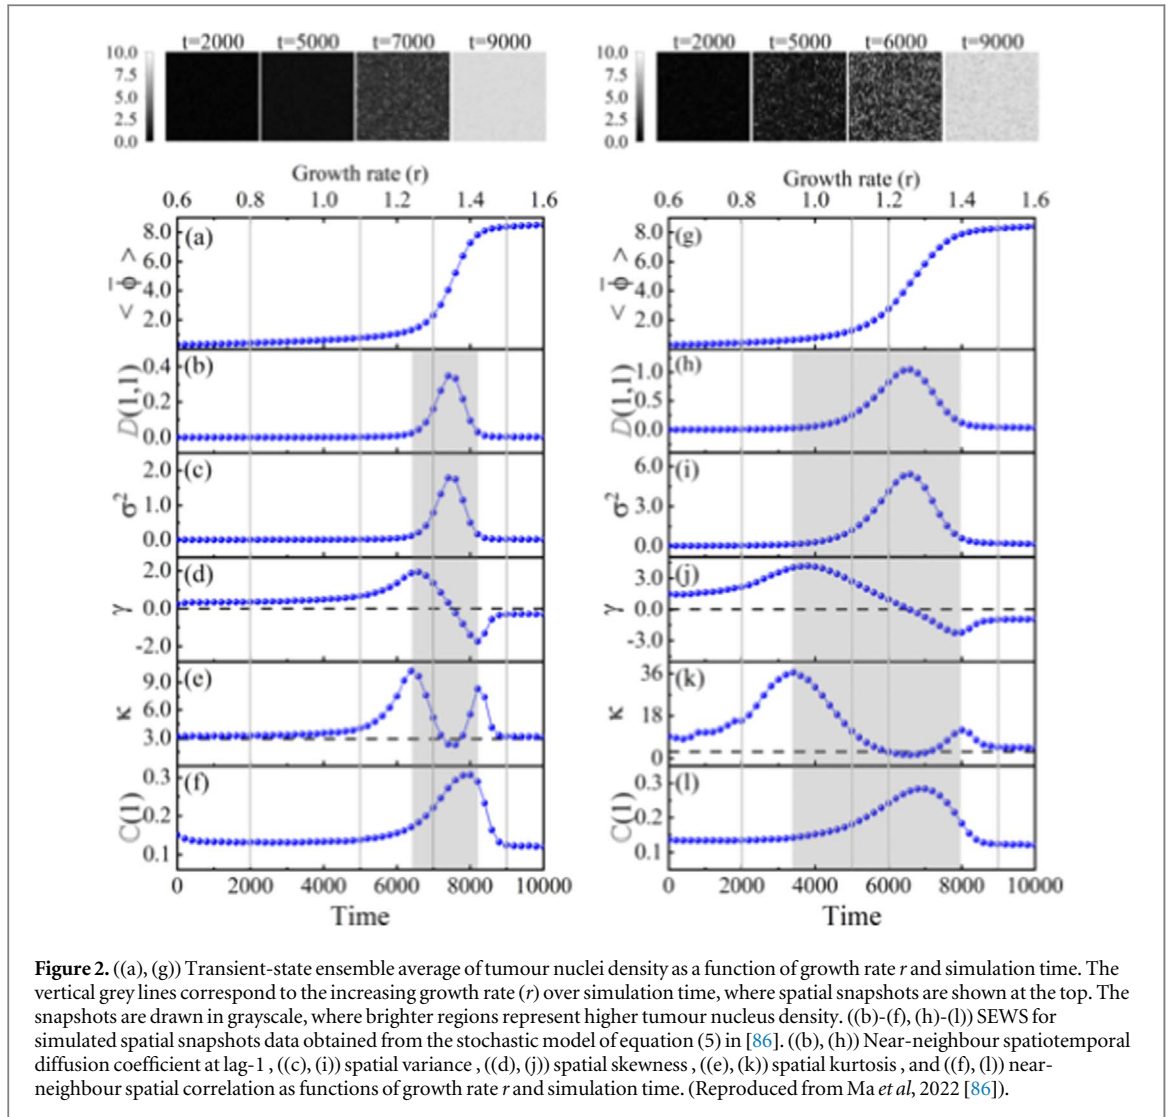 t=2000 t=5000 t=7000 t=9000
10.0
7.5
5.0
2.5
0.0
Growth rate (r)
0.6 0.8 1.0 1.2 1.4 1.6
(a)
8.0
6.0
4.0
2.0
< ϕ̄ >
(b)
0.4
0.2
0.0
D(1,1)
(c)
2.0
1.0
0.0
σ²
(d)
2.0
0.0
-2.0
γ
(e)
9.0
6.0
3.0
κ
(f)
0.3
0.2
0.1
C(1)
0 2000 4000 6000 8000 10000
Time
t=2000 t=5000 t=6000 t=9000
10.0
7.5
5.0
2.5
0.0
Growth rate (r)
0.6 0.8 1.0 1.2 1.4 1.6
(g)
8.0
6.0
4.0
2.0
< ϕ̄ >
(h)
1.0
0.5
0.0
D(1,1)
(i)
6.0
3.0
0.0
σ²
(j)
3.0
0.0
-3.0
γ
(k)
36
18
0
κ
(l)
0.3
0.2
0.1
C(1)
0 2000 4000 6000 8000 10000
Time
Figure 2. ((a), (g)) Transient-state ensemble average of tumour nuclei density as a function of growth rate r and simulation time. The
vertical grey lines correspond to the increasing growth rate (r) over simulation time, where spatial snapshots are shown at the top. The
snapshots are drawn in grayscale, where brighter regions represent higher tumour nucleus density. ((b)-(f), (h)-(l)) SEWS for
simulated spatial snapshots data obtained from the stochastic model of equation (5) in [86]. ((b), (h)) Near-neighbour spatiotemporal
diffusion coefficient at lag-1 , ((c), (i)) spatial variance , ((d), (j)) spatial skewness , ((e), (k)) spatial kurtosis , and ((f), (l)) near-
neighbour spatial correlation as functions of growth rate r and simulation time. (Reproduced from Ma et al, 2022 [86]).